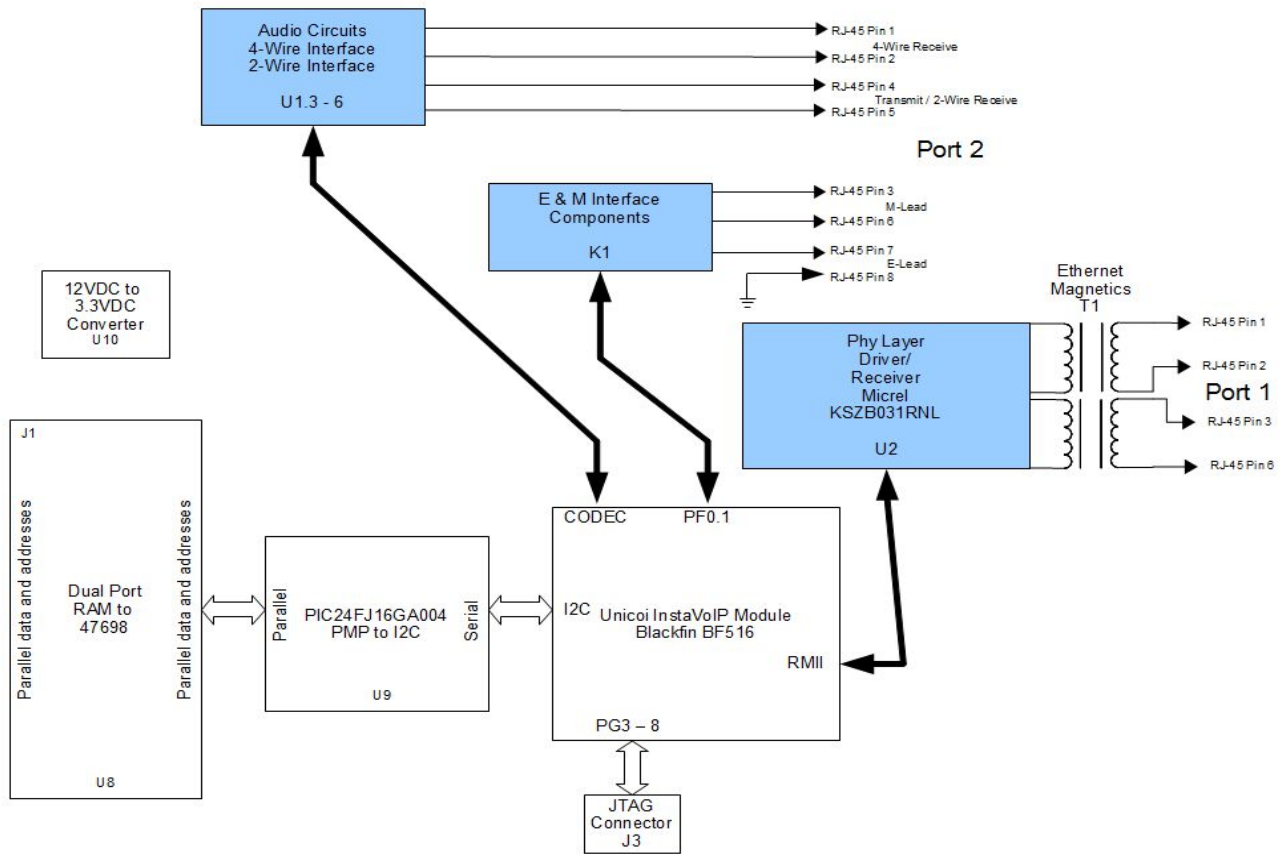 Audio Circuits
4-Wire Interface
2-Wire Interface
U1.3 - 6
RJ-45 Pin 1
4-Wire Receive
RJ-45 Pin 2
RJ-45 Pin 4
Transmit / 2-Wire Receive
RJ-45 Pin 5
Port 2
E & M Interface
Components
K1
RJ-45 Pin 3
M-Lead
RJ-45 Pin 6
RJ-45 Pin 7
E-Lead
RJ-45 Pin 8
12VDC to
3.3VDC
Converter
U10
Ethernet
Magnetics
T1
Phy Layer
Driver/
Receiver
Micrel
KSZB031RNL
U2
RJ-45 Pin 1
RJ-45 Pin 2
Port 1
RJ-45 Pin 3
RJ-45 Pin 6
J1
Parallel data and addresses
Dual Port
RAM to
47698
Parallel data and addresses
U8
Parallel
PIC24FJ16GA004
PMP to I2C
Serial
U9
CODEC
PF0.1
I2C
Unicoi InstaVoIP Module
Blackfin BF516
RMII
PG3 – 8
JTAG
Connector
J3